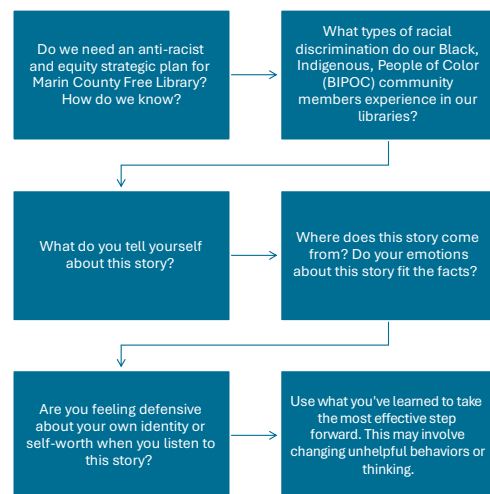 Do we need an anti-racist
and equity strategic plan for
Marin County Free Library?
How do we know?
What types of racial
discrimination do our Black,
Indigenous, People of Color
(BIPOC) community
members experience in our
libraries?
What do you tell yourself
about this story?
Where does this story come
from? Do your emotions
about this story fit the facts?
Are you feeling defensive
about your own identity or
self-worth when you listen to
this story?
Use what you've learned to take
the most effective step
forward. This may involve
changing unhelpful behaviors or
thinking.